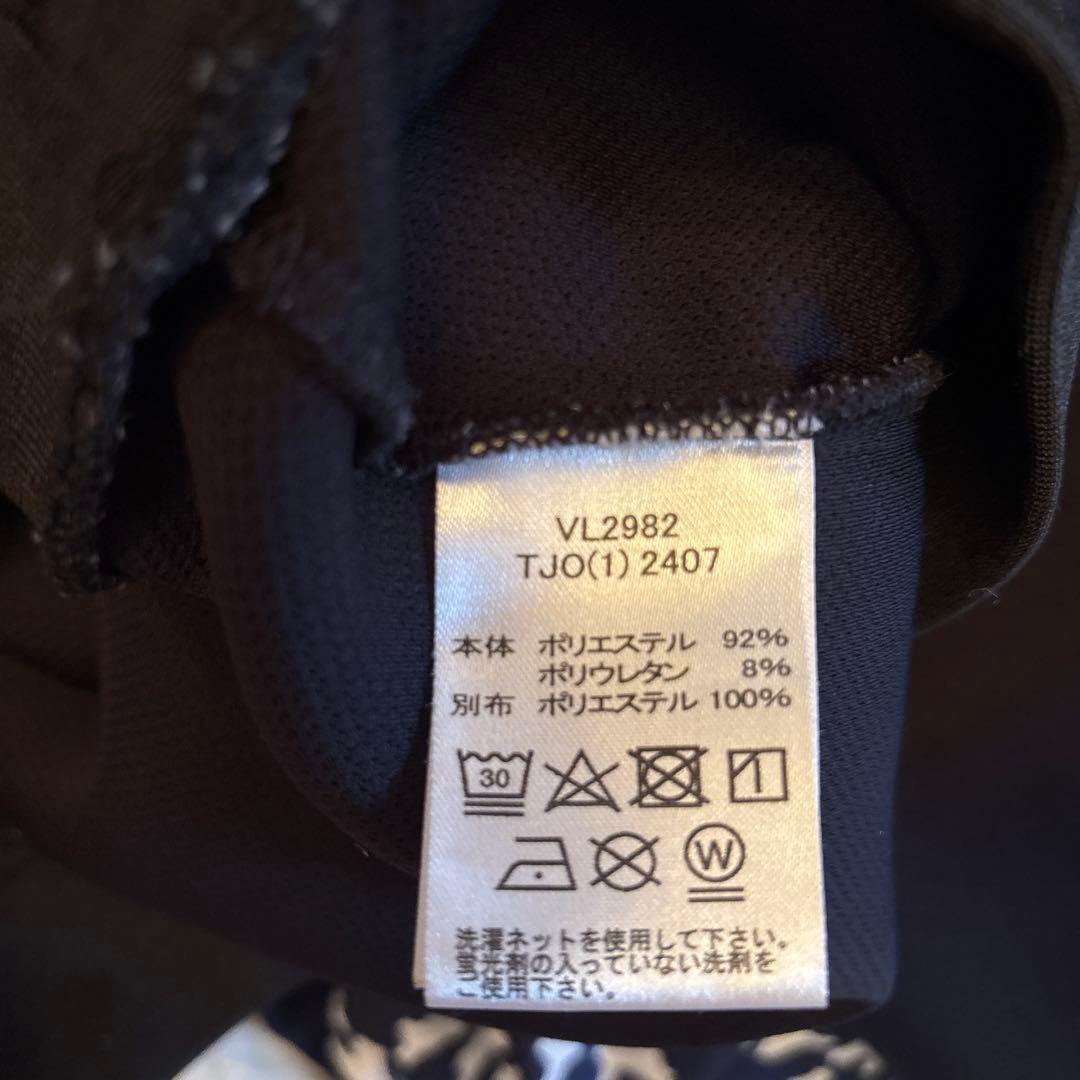 VL2982
TJO(1) 2407
本体 ポリエステル 92%
ポリウレタン 8%
別布 ポリエステル 100%
30
W
洗濯ネットを使用して下さい。
蛍光剤の入っていない洗剤を
ご使用下さい。